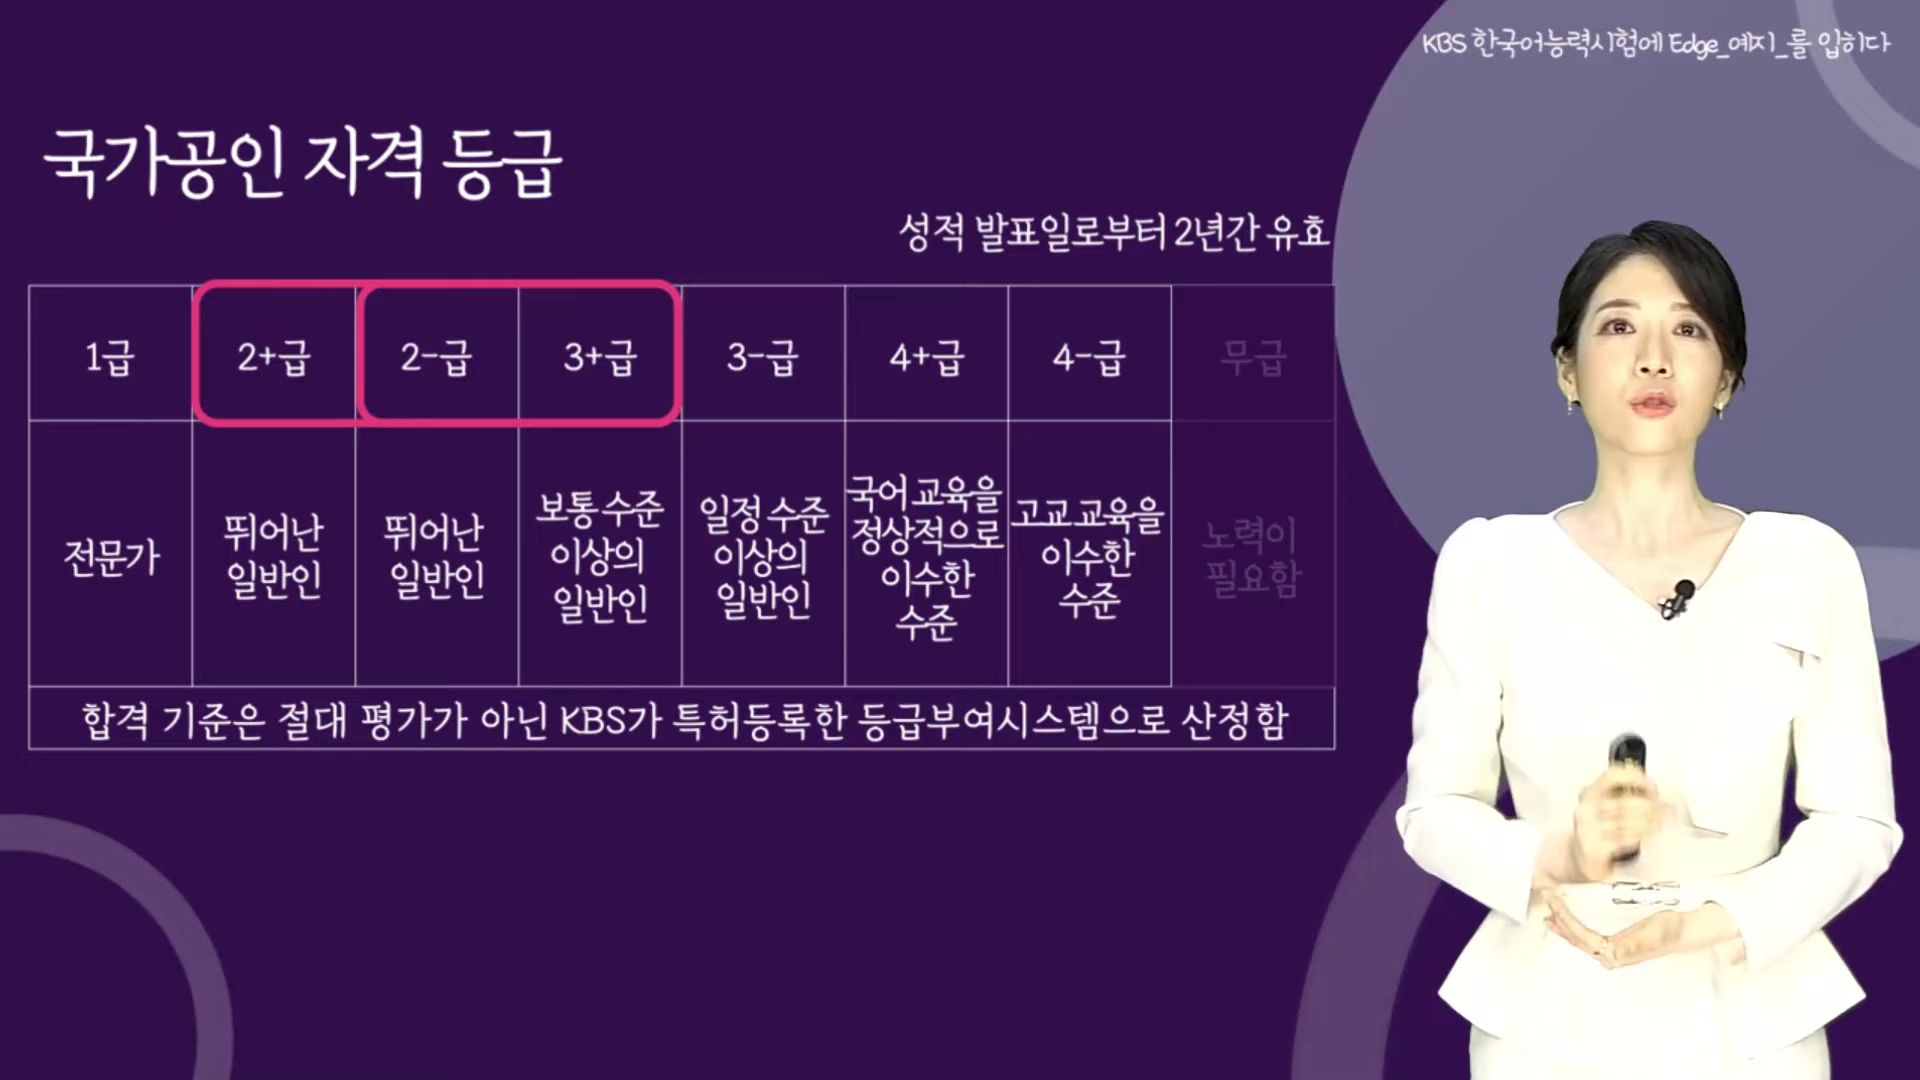 KBS 한국어능력시험에 Edge_예지_를 입히다
국가공인 자격 등급
성적 발표일로부터 2년간 유효
1급
2+급
2-급
3+급
3-급
4+급
4-급
무급
전문가
뛰어난
일반인
뛰어난
일반인
보통 수준
이상의
일반인
일정 수준
이상의
일반인
국어 교육을
정상적으로
이수한
수준
고교 교육을
이수한
수준
노력이
필요함
합격 기준은 절대 평가가 아닌 KBS가 특허등록한 등급부여시스템으로 산정함